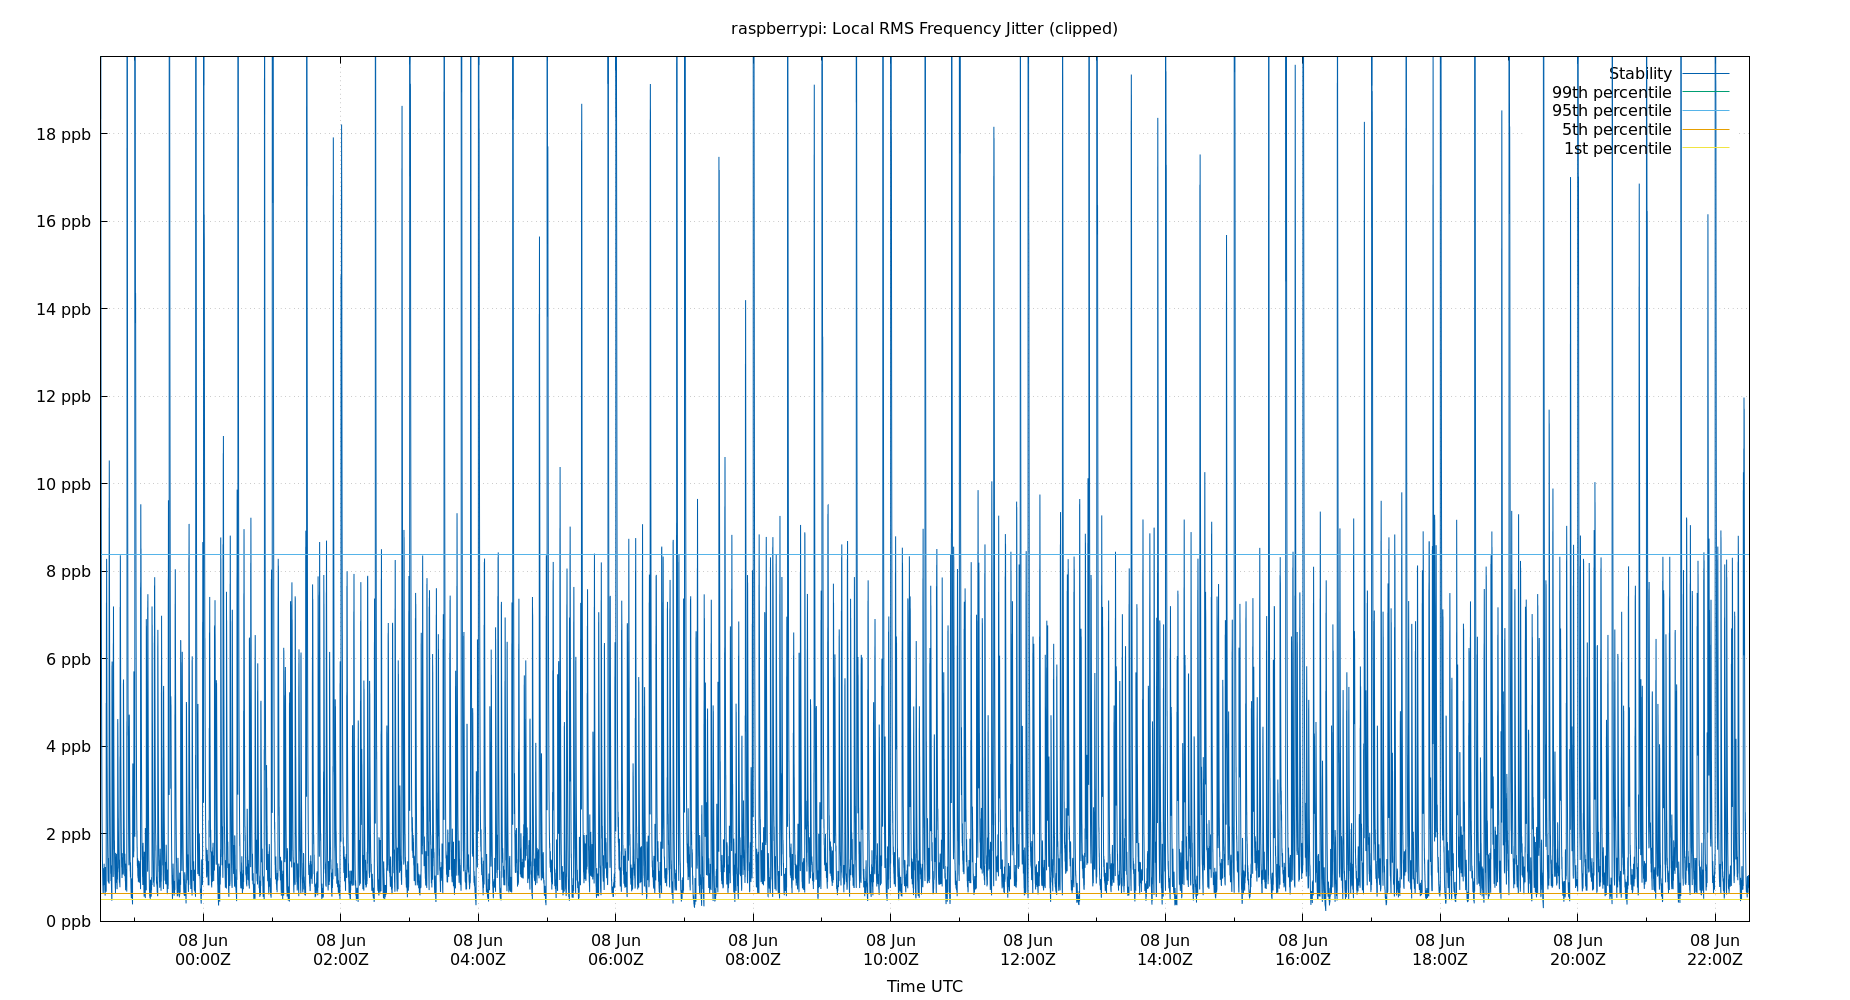 raspberrypi: Local RMS Frequency Jitter (clipped)
Stability
99th percentile
95th percentile
5th percentile
1st percentile
18 ppb
16 ppb
14 ppb
12 ppb
10 ppb
8 ppb
6 ppb
4 ppb
2 ppb
0 ppb
08 Jun 08 Jun 08 Jun 08 Jun 08 Jun 08 Jun 08 Jun 08 Jun 08 Jun 08 Jun 08 Jun 08 Jun
00:00Z 02:00Z 04:00Z 06:00Z 08:00Z 10:00Z 12:00Z 14:00Z 16:00Z 18:00Z 20:00Z 22:00Z
Time UTC